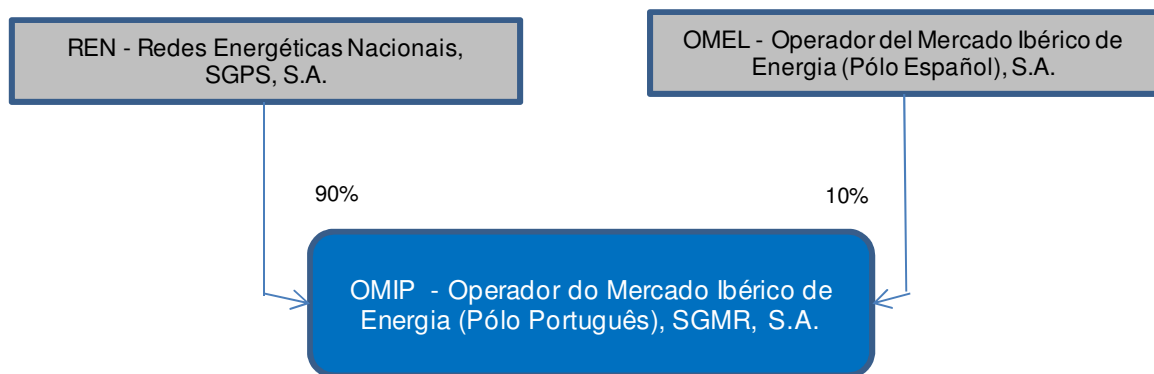 REN - Redes Energéticas Nacionais,
SGPS, S.A.
OMEL - Operador del Mercado Ibérico de
Energia (Pólo Español), S.A.
90%
10%
OMIP - Operador do Mercado Ibérico de
Energia (Pólo Português), SGMR, S.A.